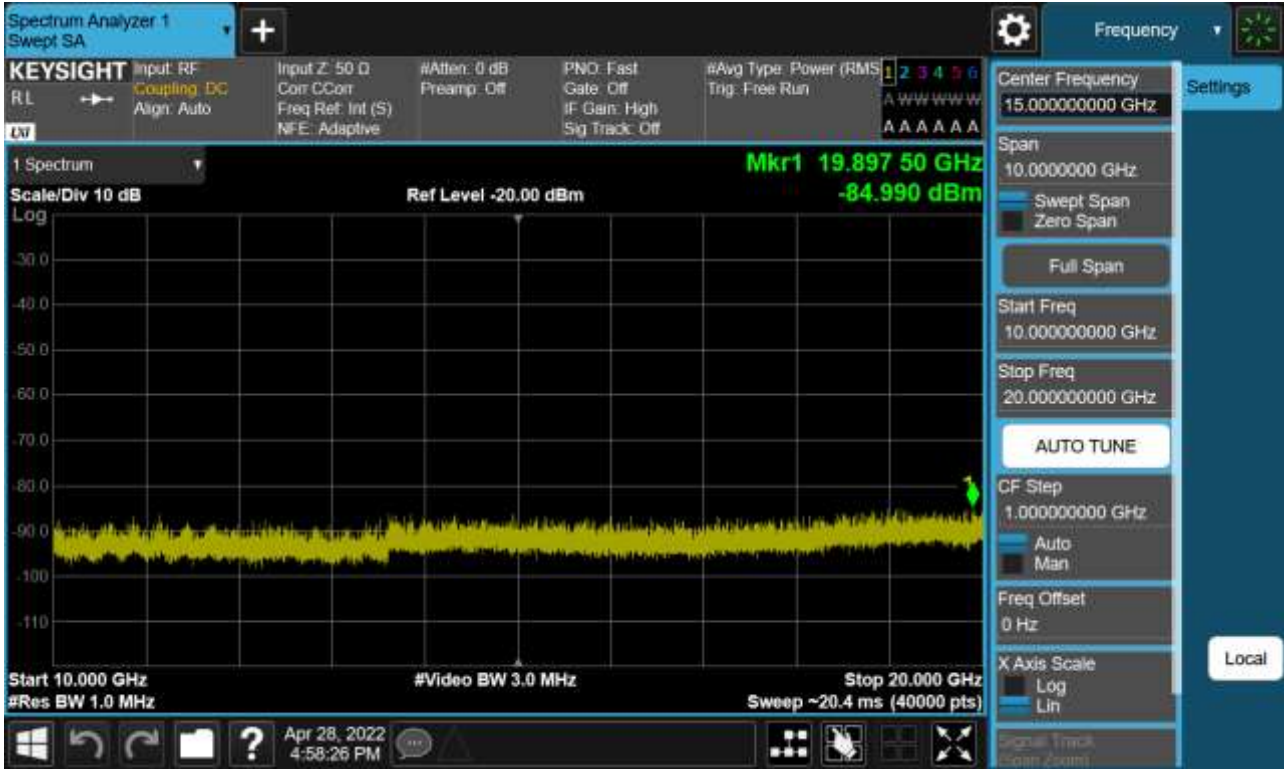 Spectrum Analyzer 1
Swept SA
+
Frequency
KEYSIGHT
RL
LXI
Input: RF
Coupling: DC
Align: Auto
Input Z: 50 Ω
Corr CCorr
Freq Ref: Int (S)
NFE: Adaptive
#Atten: 0 dB
Preamp: Off
PNO: Fast
Gate: Off
IF Gain: High
Sig Track: Off
#Avg Type: Power (RMS
Trig: Free Run
1 2 3 4 5 6
A W W W W W
A A A A A A
1 Spectrum
Scale/Div 10 dB
Log
Ref Level -20.00 dBm
Mkr1 19.897 50 GHz
-84.990 dBm
-30.0
-40.0
-50.0
-60.0
-70.0
-80.0
-90.0
-100
-110
1
Start 10.000 GHz
#Res BW 1.0 MHz
#Video BW 3.0 MHz
Stop 20.000 GHz
Sweep ~20.4 ms (40000 pts)
Center Frequency
15.000000000 GHz
Span
10.0000000 GHz
Swept Span
Zero Span
Full Span
Start Freq
10.000000000 GHz
Stop Freq
20.000000000 GHz
AUTO TUNE
CF Step
1.000000000 GHz
Auto
Man
Freq Offset
0 Hz
X Axis Scale
Log
Lin
Signal Track
(Span Zoom)
Settings
Local
?
Apr 28, 2022
4:58:26 PM